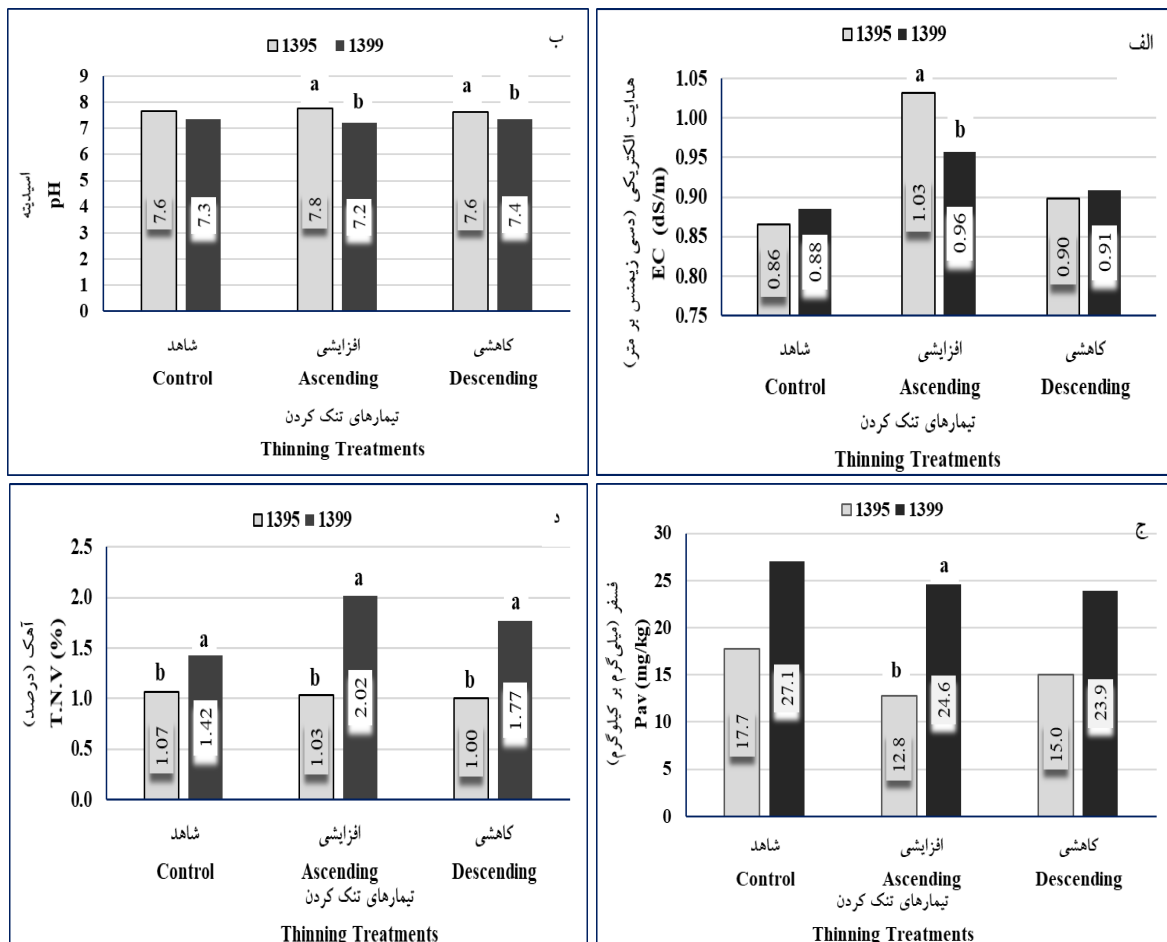 الف
1395 1399
هدایت الکتریکی (دسی زیمنس بر متر)
EC (dS/m)
1.05
1.00
0.95
0.90
0.85
0.80
0.75
a
b
0.86 0.88 1.03 0.96 0.90 0.91
شاهد افزایشی کاهشی
Control Ascending Descending
تیمارهای تنک کردن
Thinning Treatments
ب
1395 1399
اسیدیته
pH
9
8
7
6
5
4
3
2
1
0
a b a b
7.6 7.3 7.8 7.2 7.6 7.4
شاهد افزایشی کاهشی
Control Ascending Descending
تیمارهای تنک کردن
Thinning Treatments
ج
1395 1399
فسفر (میلی‌گرم بر کیلوگرم)
Pav (mg/kg)
30
25
20
15
10
5
0
b a
17.7 27.1 12.8 24.6 15.0 23.9
شاهد افزایشی کاهشی
Control Ascending Descending
تیمارهای تنک کردن
Thinning Treatments
د
1395 1399
آهک (درصد)
T.N.V (%)
2.5
2.0
1.5
1.0
0.5
0.0
b a b a b a
1.07 1.42 1.03 2.02 1.00 1.77
شاهد افزایشی کاهشی
Control Ascending Descending
تیمارهای تنک کردن
Thinning Treatments